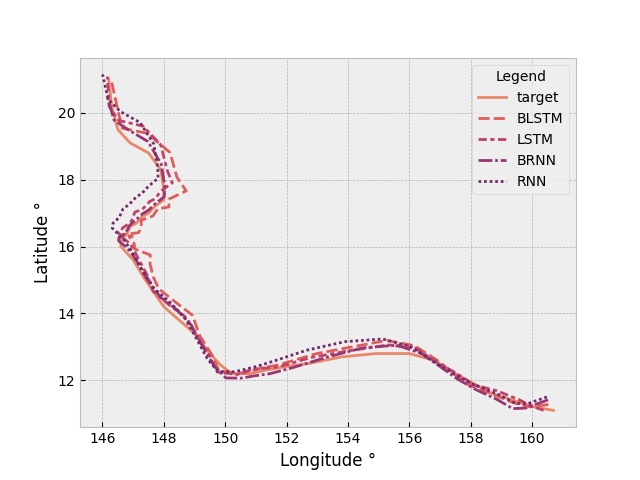 Legend
target
BLSTM
LSTM
BRNN
RNN
20
18
16
14
12
Latitude °
146 148 150 152 154 156 158 160
Longitude °